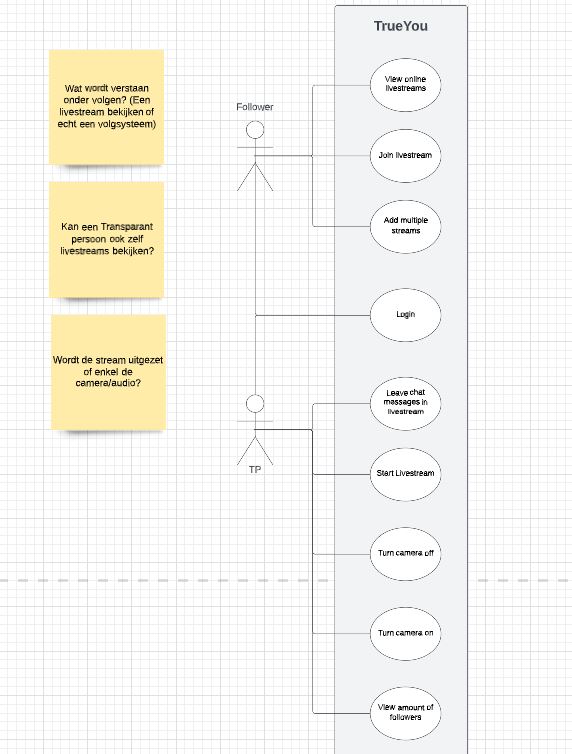 TrueYou
Wat wordt verstaan
onder volgen? (Een
livestream bekijken of
echt een volgsysteem)
Kan een Transparant
persoon ook zelf
livestreams bekijken?
Wordt de stream uitgezet
of enkel de
camera/audio?
Follower
TP
View online
livestreams
Join livestream
Add multiple
streams
Login
Leave chat
messages in
livestream
Start Livestream
Turn camera off
Turn camera on
View amount of
followers